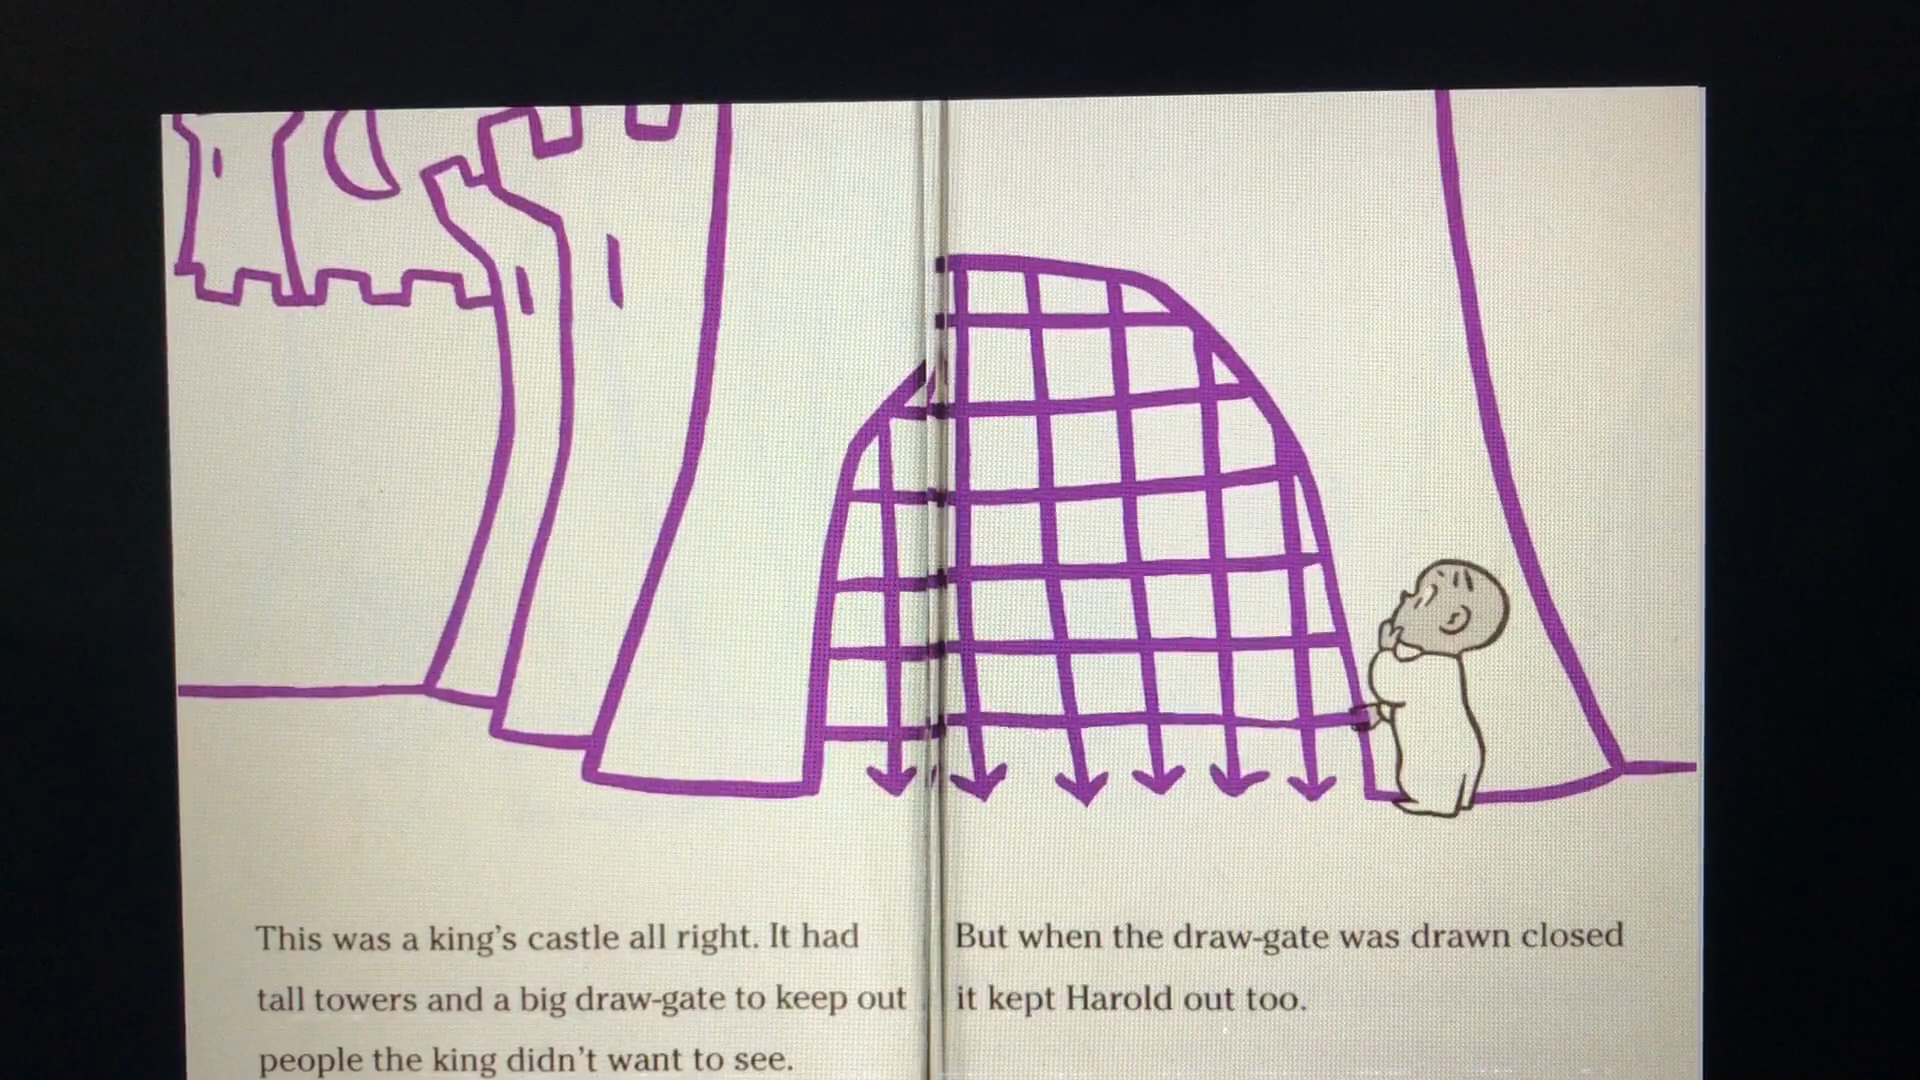 This was a king's castle all right. It had
tall towers and a big draw-gate to keep out
people the king didn't want to see.
But when the draw-gate was drawn closed
it kept Harold out too.